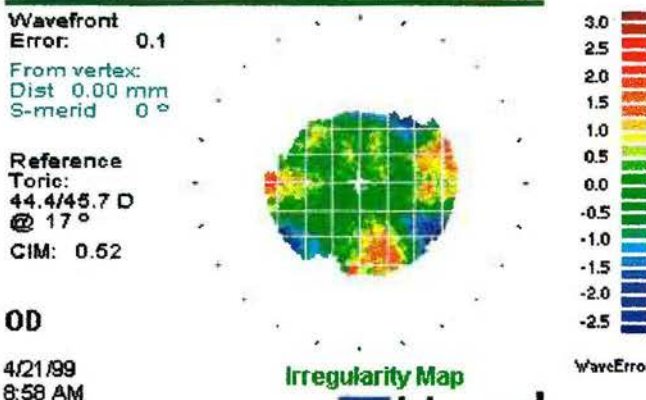 Wavefront
Error: 0.1
From vertex:
Dist 0.00 mm
S-merid 0 º
Reference
Toric:
44.4/45.7 D
@ 17º
CIM: 0.52
OD
4/21/99
8:58 AM
Irregularity Map
3.0
2.5
2.0
1.5
1.0
0.5
0.0
-0.5
-1.0
-1.5
-2.0
-2.5
WaveErro